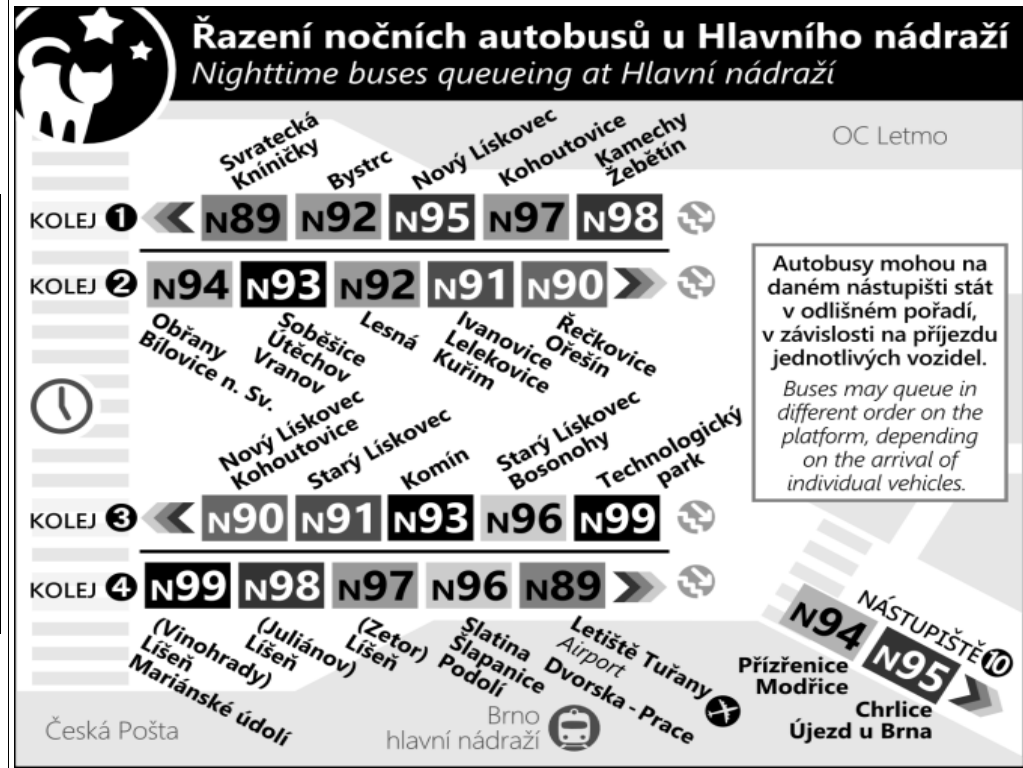 Řazení nočních autobusů u Hlavního nádraží
Nighttime buses queueing at Hlavní nádraží
OC Letmo
Svratecká
Kníničky
Bystrc
Nový Lískovec
Kohoutovice
Kamechy
Žebětín
KOLEJ 1 N89 N92 N95 N97 N98
KOLEJ 2 N94 N93 N92 N91 N90
Obřany
Bílovice n. Sv.
Soběšice
Útěchov
Vranov
Lesná
Ivanovice
Lelekovice
Kuřim
Řečkovice
Ořešín
Autobusy mohou na
daném nástupišti stát
v odlišném pořadí,
v závislosti na příjezdu
jednotlivých vozidel.
Buses may queue in
different order on the
platform, depending
on the arrival of
individual vehicles.
Nový Lískovec
Kohoutovice
Starý Lískovec
Komín
Starý Lískovec
Bosonohy
Technologický
park
KOLEJ 3 N90 N91 N93 N96 N99
KOLEJ 4 N99 N98 N97 N96 N89
(Vinohrady)
Líšeň
Mariánské údolí
(Juliánov)
Líšeň
(Zetor)
Líšeň
Slatina
Šlapanice
Podolí
Letiště Tuřany
Airport
Dvorska - Prace
NÁSTUPIŠTĚ 10
N94 N95
Přízřenice
Modřice
Chrlice
Újezd u Brna
Česká Pošta
Brno
hlavní nádraží